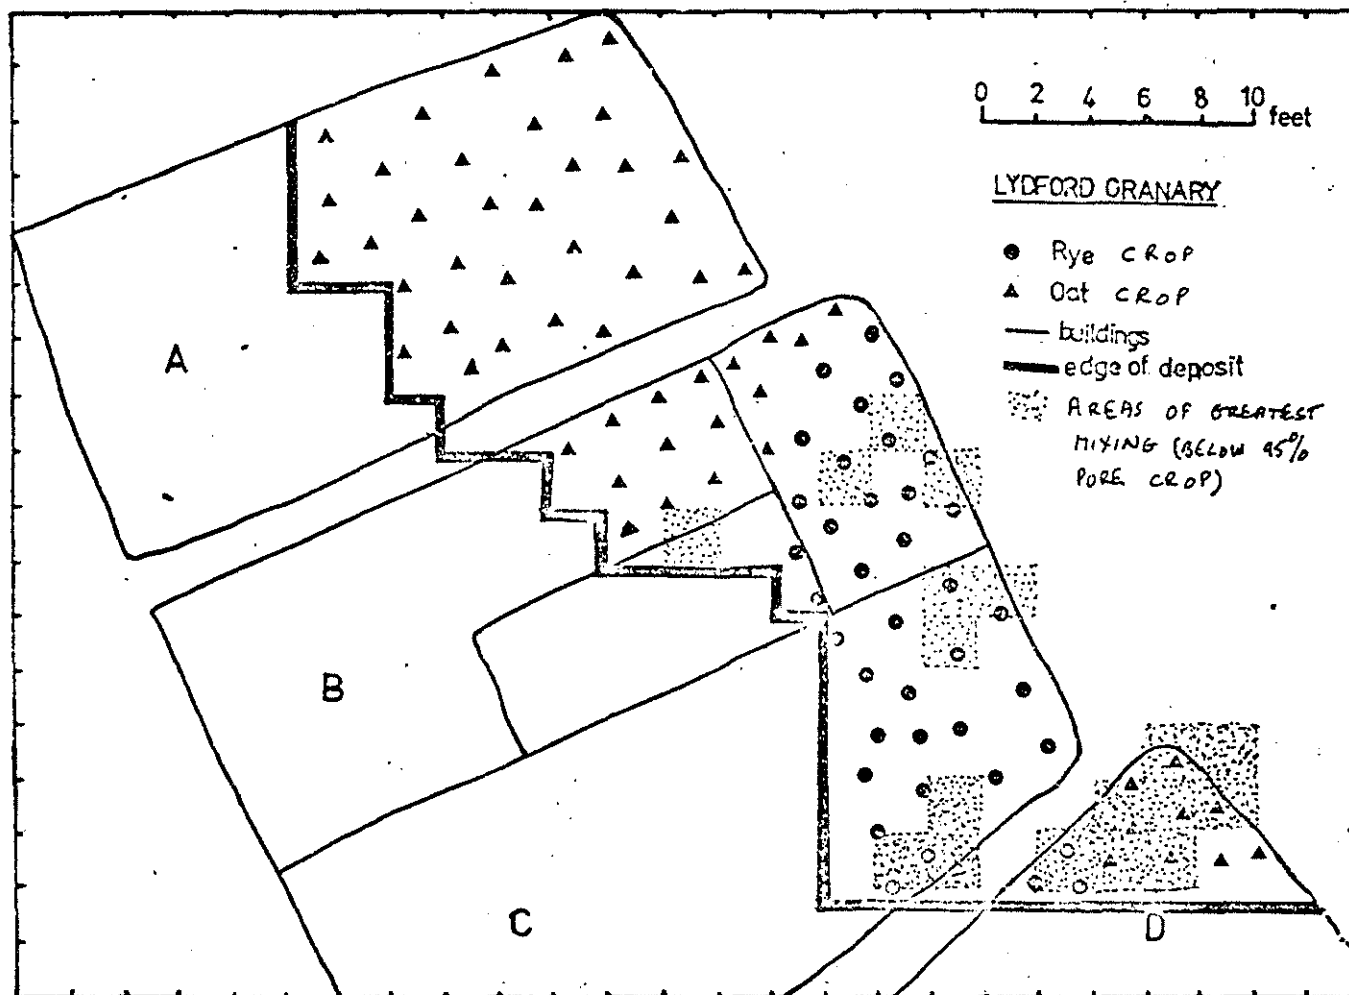 0 2 4 6 8 10 feet
LYDFORD GRANARY
Rye CROP
Oat CROP
buildings
edge of deposit
AREAS OF GREATEST
MIXING (BELOW 95%
PORE CROP)
A
B
C
D